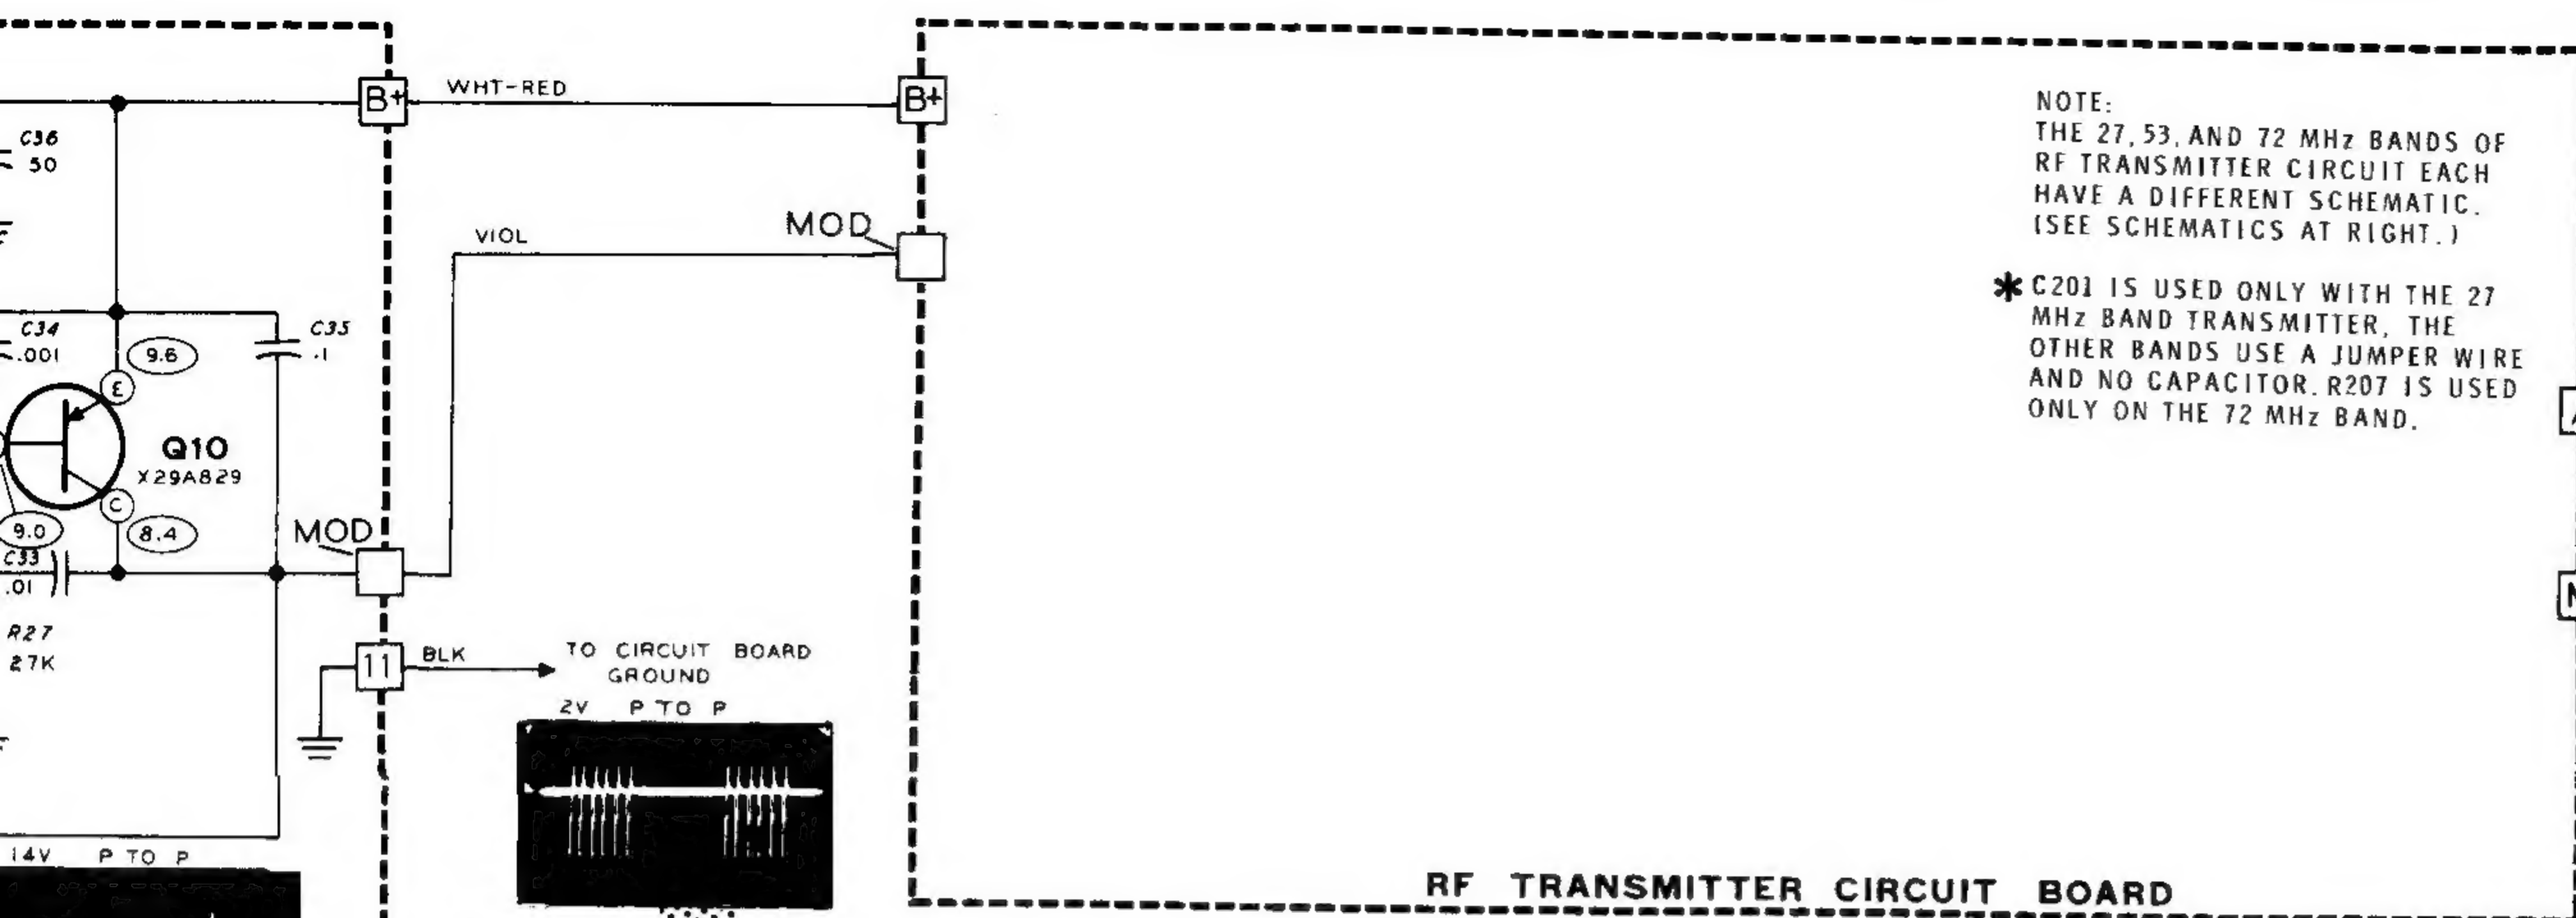 B+
WHT-RED
B+
C36
50
C34
.001
9.6
E
C35
.1
Q10
X29A829
C
9.0
8.4
C33
.01
MOD
VIOL
MOD
R27
27K
11
BLK
TO CIRCUIT BOARD
GROUND
2V P TO P
14V P TO P
NOTE:
THE 27, 53, AND 72 MHz BANDS OF
RF TRANSMITTER CIRCUIT EACH
HAVE A DIFFERENT SCHEMATIC.
(SEE SCHEMATICS AT RIGHT.)
* C201 IS USED ONLY WITH THE 27
MHz BAND TRANSMITTER, THE
OTHER BANDS USE A JUMPER WIRE
AND NO CAPACITOR. R207 IS USED
ONLY ON THE 72 MHz BAND.
RF TRANSMITTER CIRCUIT BOARD